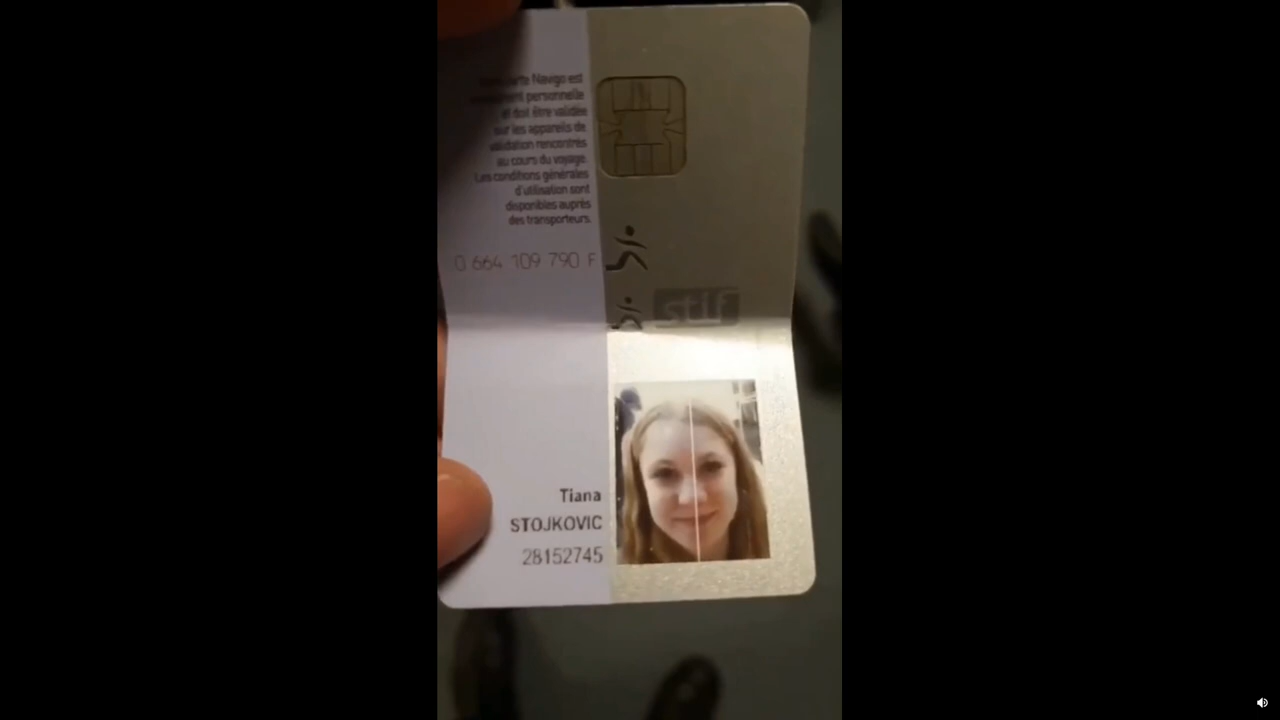 carte Navigo est
personnelle
et doit être validée
sur les appareils de
validation rencontrés
au cours du voyage.
Les conditions générales
d'utilisation sont
disponibles auprès
des transporteurs.
0 664 109 790 F
stif
Tiana
STOJKOVIC
28152745